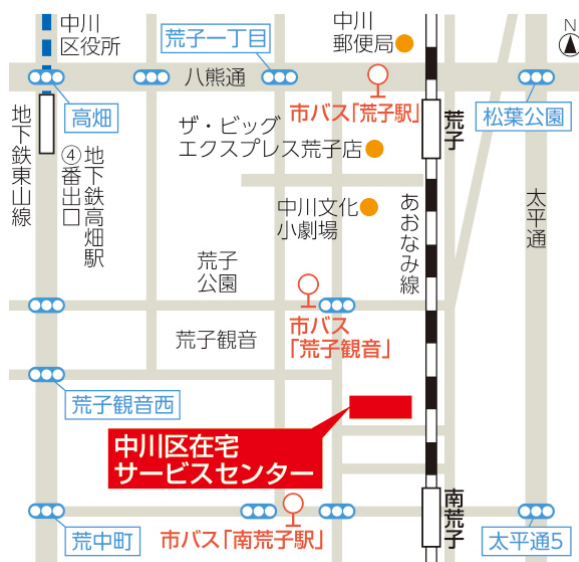 中川
区役所
荒子一丁目
中川
郵便局
N
八熊通
高畑
市バス「荒子駅」
荒子
松葉公園
ザ・ビッグ
エクスプレス荒子店
地下鉄東山線
地下鉄高畑駅
④番出口
中川文化
小劇場
あおなみ線
太平通
荒子
公園
荒子観音
市バス
「荒子観音」
荒子観音西
中川区在宅
サービスセンター
南荒子
荒中町
市バス「南荒子駅」
太平通5